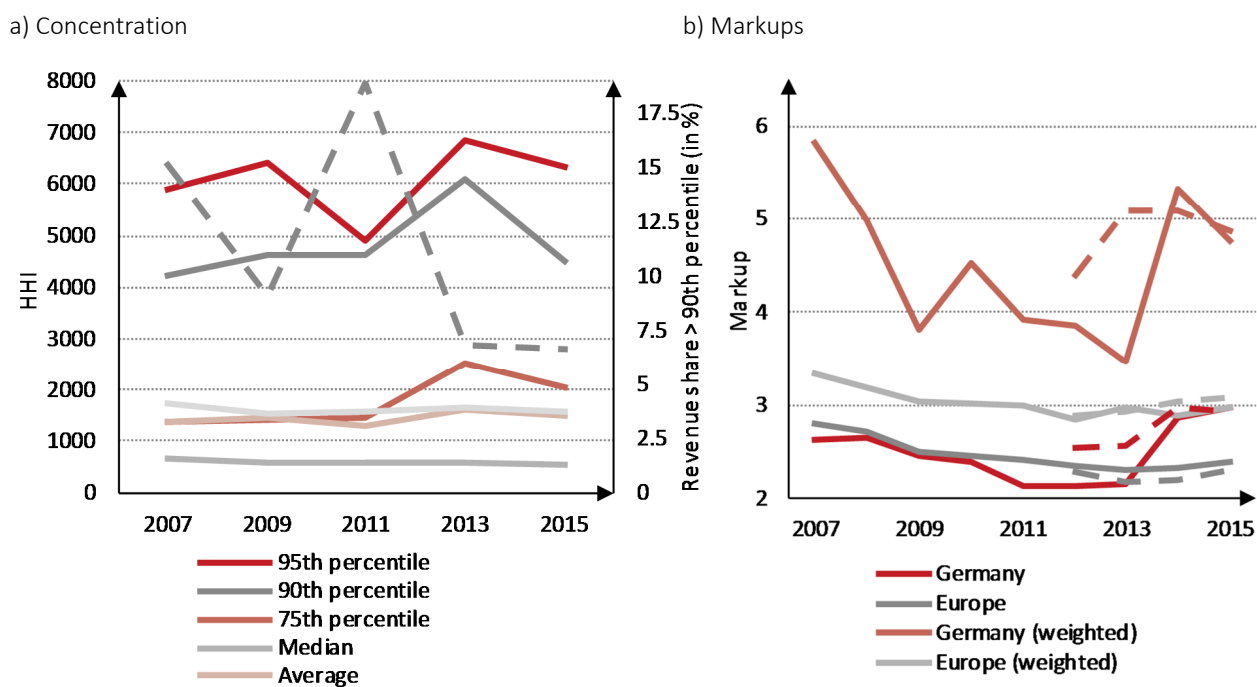 a) Concentration
8000
7000
6000
5000
4000
3000
2000
1000
0
HHI
17.5
15
12.5
10
7.5
5
2.5
0
Revenue share > 90th percentile (in %)
2007 2009 2011 2013 2015
95th percentile
90th percentile
75th percentile
Median
Average
b) Markups
6
5
4
3
2
Markup
2007 2009 2011 2013 2015
Germany
Europe
Germany (weighted)
Europe (weighted)